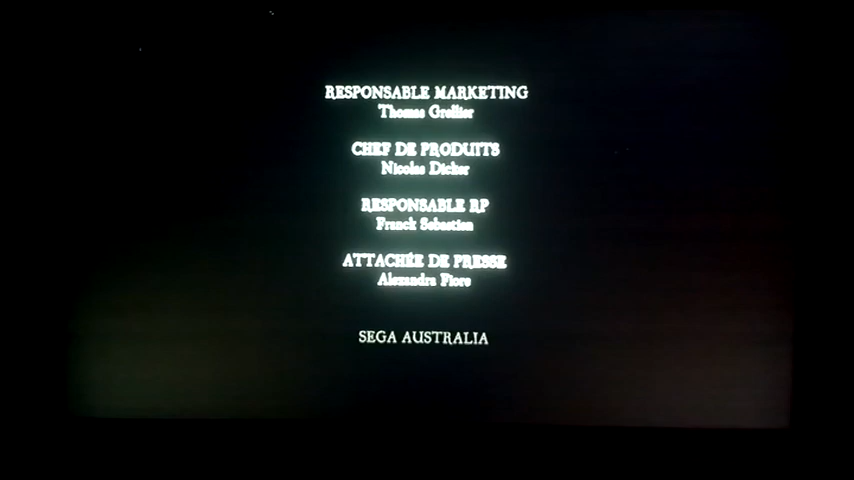 RESPONSABLE MARKETING
Thomas Grellier
CHEF DE PRODUITS
Nicolas Dicker
RESPONSABLE RP
Franck Sebastien
ATTACHÉE DE PRESSE
Alexandra Fiore
SEGA AUSTRALIA